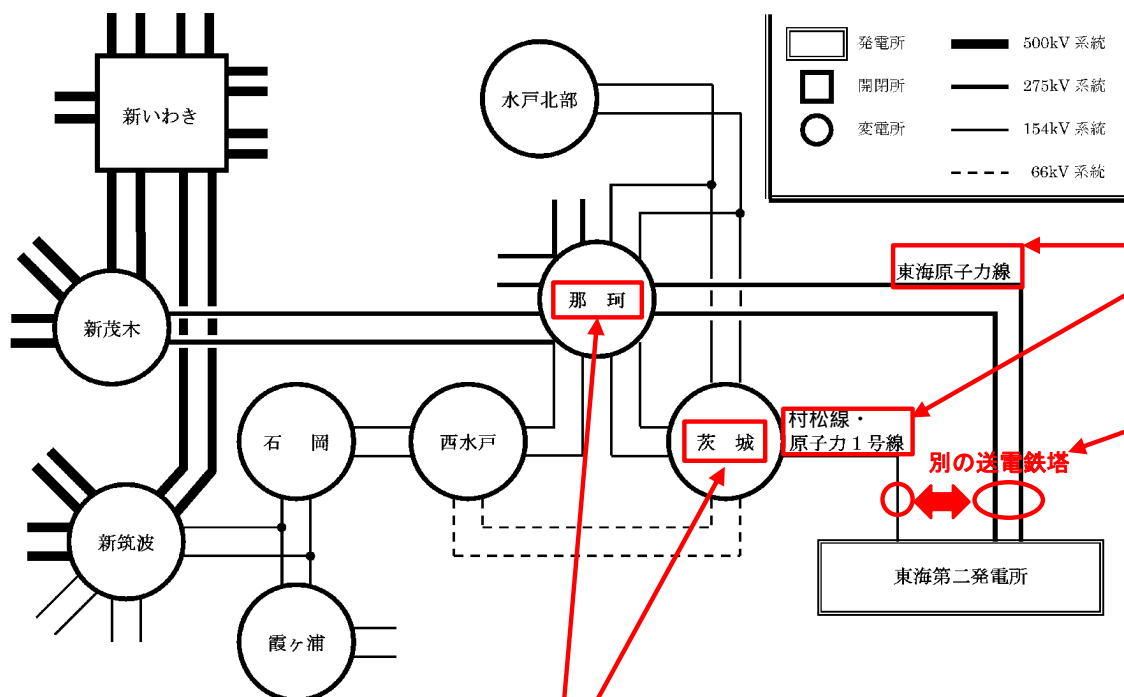 発電所
500kV 系統
開閉所
275kV 系統
変電所
154kV 系統
66kV 系統
新いわき
水戸北部
東海原子力線
那 珂
新茂木
石 岡
西水戸
茨 城
村松線・
原子力１号線
別の送電鉄塔
新筑波
東海第二発電所
霞ヶ浦